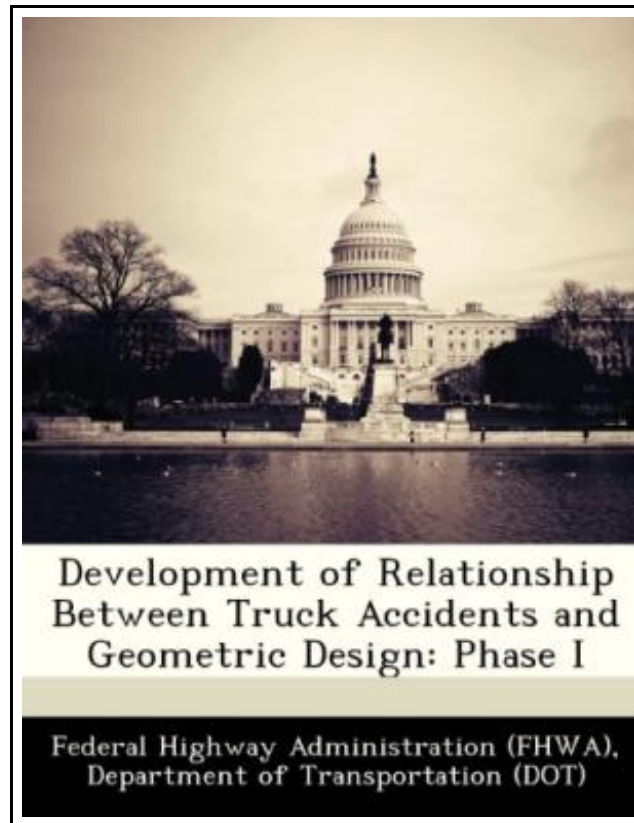 Development of Relationship
Between Truck Accidents and
Geometric Design: Phase I
Federal Highway Administration (FHWA),
Department of Transportation (DOT)